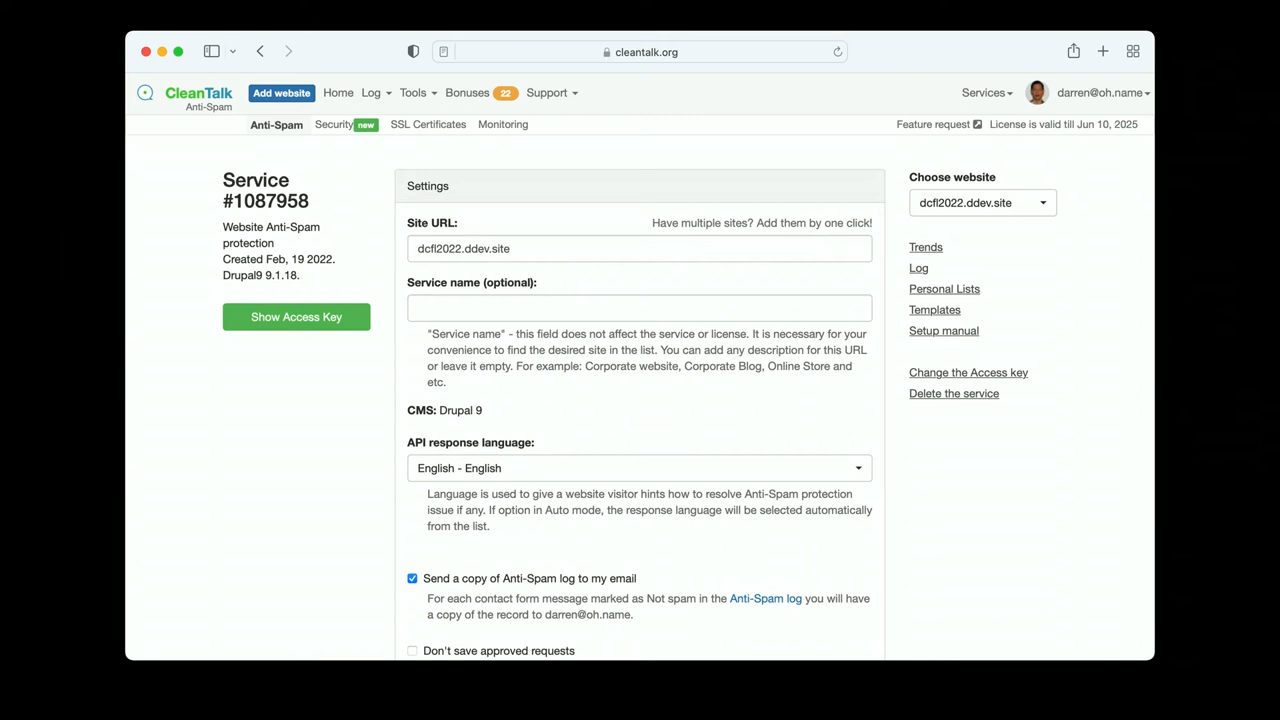 cleantalk.org
CleanTalk
Anti-Spam
Add website
Home
Log
Tools
Bonuses 22
Support
Services
darren@oh.name
Anti-Spam
Security new
SSL Certificates
Monitoring
Feature request
License is valid till Jun 10, 2025
Service
#1087958
Website Anti-Spam
protection
Created Feb, 19 2022.
Drupal9 9.1.18.
Show Access Key
Settings
Site URL:
Have multiple sites? Add them by one click!
dcfl2022.ddev.site
Service name (optional):
"Service name" - this field does not affect the service or license. It is necessary for your
convenience to find the desired site in the list. You can add any description for this URL
or leave it empty. For example: Corporate website, Corporate Blog, Online Store and
etc.
CMS: Drupal 9
API response language:
English - English
Language is used to give a website visitor hints how to resolve Anti-Spam protection
issue if any. If option in Auto mode, the response language will be selected automatically
from the list.
Send a copy of Anti-Spam log to my email
For each contact form message marked as Not spam in the Anti-Spam log you will have
a copy of the record to darren@oh.name.
Don't save approved requests
Choose website
dcfl2022.ddev.site
Trends
Log
Personal Lists
Templates
Setup manual
Change the Access key
Delete the service